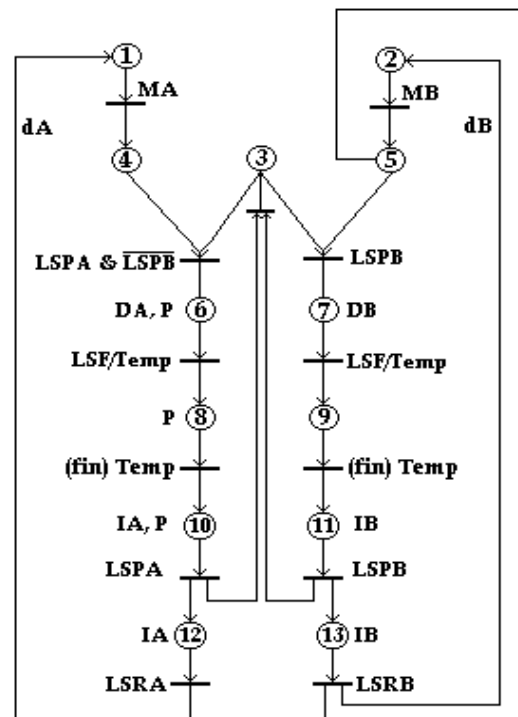 1
2
MA
MB
dA
dB
4
3
5
LSPA & L̅S̅P̅B̅
LSPB
DA, P
6
7
DB
LSF/Temp
LSF/Temp
P
8
9
(fin) Temp
(fin) Temp
IA, P
10
11
IB
LSPA
LSPB
IA
12
13
IB
LSRA
LSRB